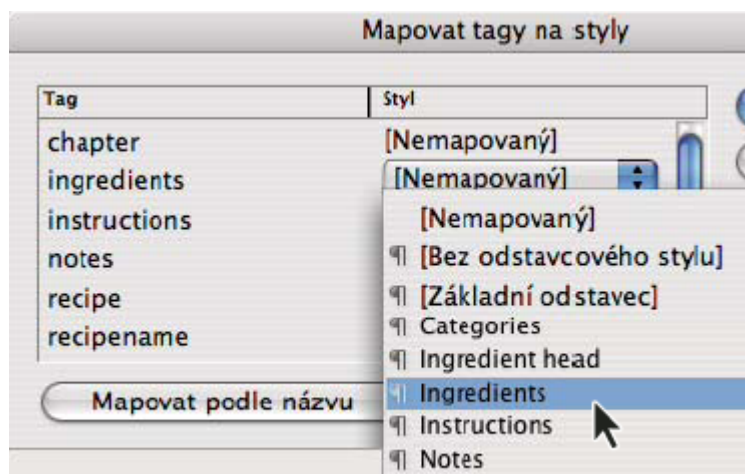 Mapovat tagy na styly
Tag Styl
chapter [Nemapovaný]
ingredients [Nemapovaný]
instructions [Nemapovaný]
notes ¶ [Bez odstavcového stylu]
recipe ¶ [Základní odstavec]
¶ Categories
recipename
¶ Ingredient head
Mapovat podle názvu ¶ Ingredients
¶ Instructions
¶ Notes